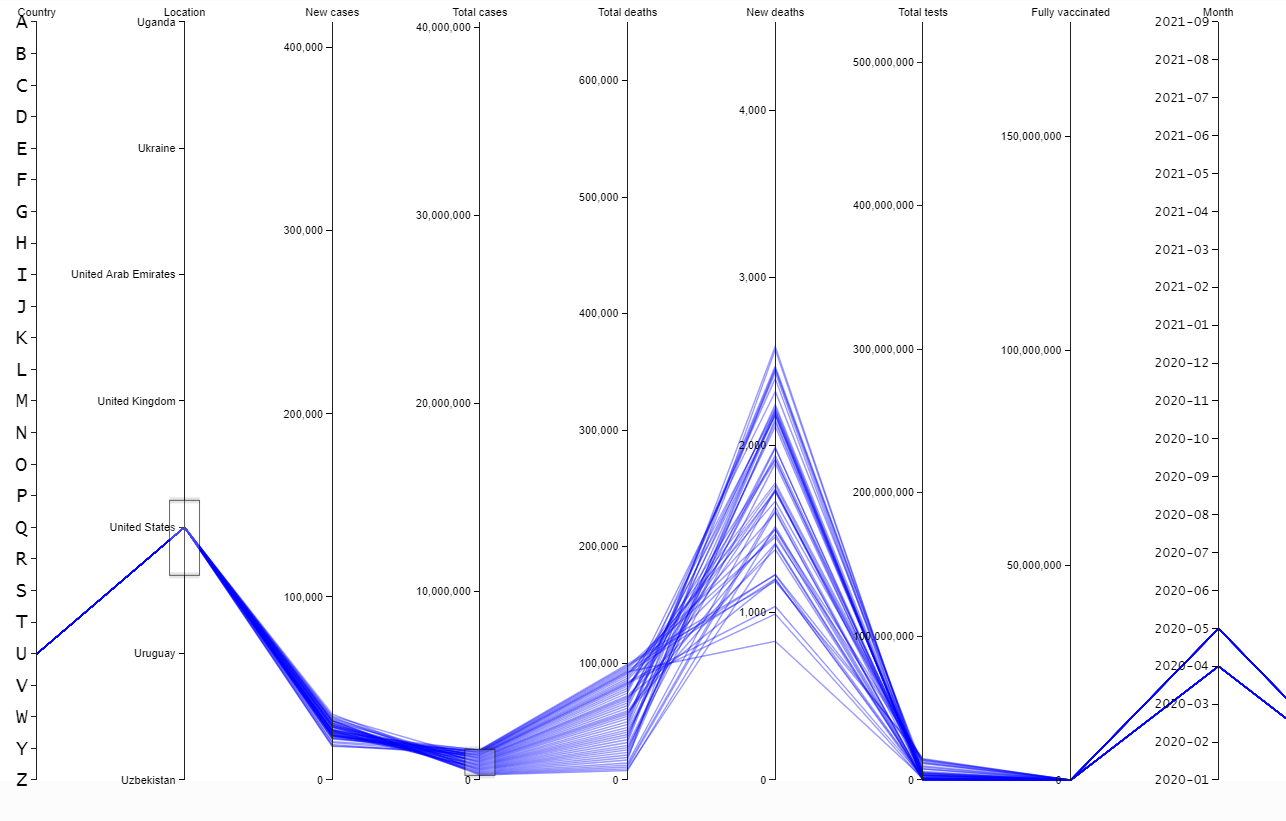 Country
Location
New cases
Total cases
Total deaths
New deaths
Total tests
Fully vaccinated
Month
A
B
C
D
E
F
G
H
I
J
K
L
M
N
O
P
Q
R
S
T
U
V
W
Y
Z
Uganda
Ukraine
United Arab Emirates
United Kingdom
United States
Uruguay
Uzbekistan
400,000
300,000
200,000
100,000
0
40,000,000
30,000,000
20,000,000
10,000,000
0
600,000
500,000
400,000
300,000
200,000
100,000
0
4,000
3,000
2,000
1,000
0
500,000,000
400,000,000
300,000,000
200,000,000
100,000,000
0
150,000,000
100,000,000
50,000,000
0
2021-09
2021-08
2021-07
2021-06
2021-05
2021-04
2021-03
2021-02
2021-01
2020-12
2020-11
2020-10
2020-09
2020-08
2020-07
2020-06
2020-05
2020-04
2020-03
2020-02
2020-01